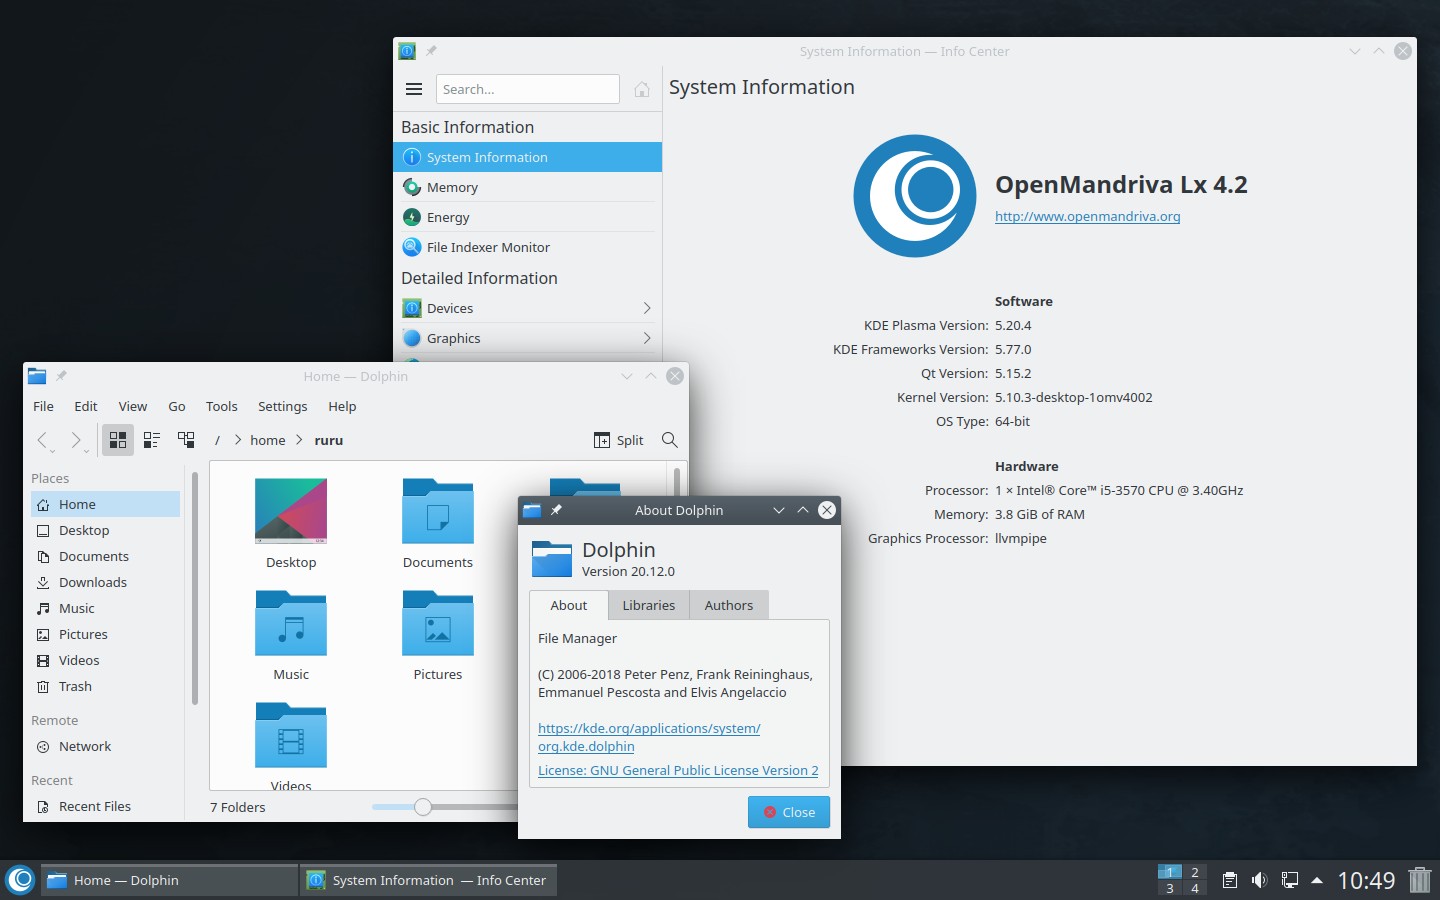 System Information — Info Center
Search...
System Information
Basic Information
System Information
Memory
Energy
File Indexer Monitor
Detailed Information
Devices
Graphics
OpenMandriva Lx 4.2
http://www.openmandriva.org
Software
KDE Plasma Version: 5.20.4
KDE Frameworks Version: 5.77.0
Qt Version: 5.15.2
Kernel Version: 5.10.3-desktop-1omv4002
OS Type: 64-bit
Hardware
Processor: 1 × Intel® Core™ i5-3570 CPU @ 3.40GHz
Memory: 3.8 GiB of RAM
Graphics Processor: llvmpipe
Home — Dolphin
File Edit View Go Tools Settings Help
/ home ruru
Split
Places
Home
Desktop
Documents
Downloads
Music
Pictures
Videos
Trash
Remote
Network
Recent
Recent Files
Desktop Documents
Music Pictures
Videos
7 Folders
About Dolphin
Dolphin
Version 20.12.0
About Libraries Authors
File Manager
(C) 2006-2018 Peter Penz, Frank Reininghaus,
Emmanuel Pescosta and Elvis Angelaccio
https://kde.org/applications/system/
org.kde.dolphin
License: GNU General Public License Version 2
Close
Home — Dolphin
System Information — Info Center
1 2
3 4
10:49